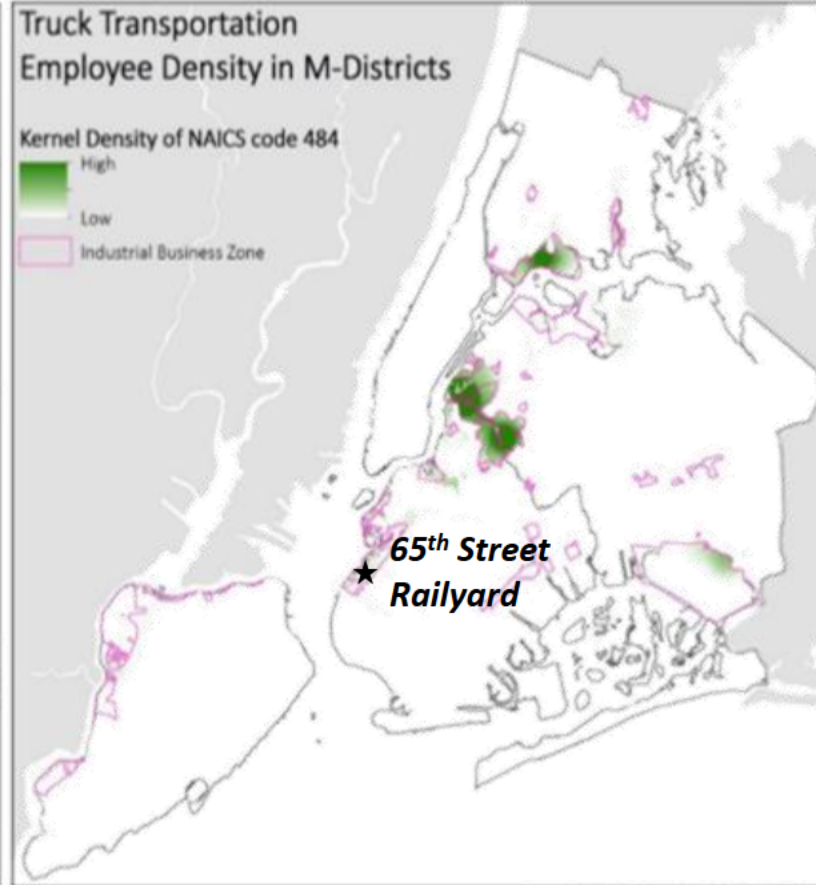 Truck Transportation
Employee Density in M-Districts
Kernel Density of NAICS code 484
High
Low
Industrial Business Zone
65th Street
Railyard